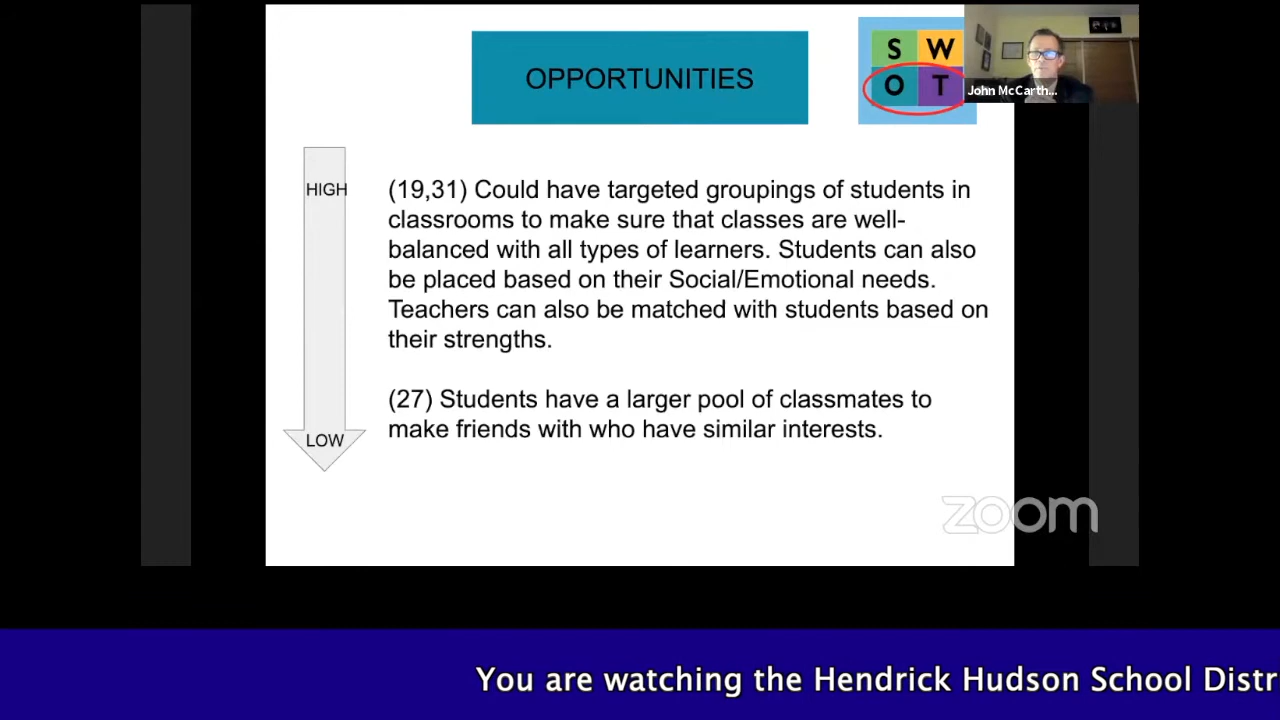 OPPORTUNITIES
S W
O T
John McCarth...
HIGH
(19,31) Could have targeted groupings of students in
classrooms to make sure that classes are well-
balanced with all types of learners. Students can also
be placed based on their Social/Emotional needs.
Teachers can also be matched with students based on
their strengths.
(27) Students have a larger pool of classmates to
make friends with who have similar interests.
LOW
zoom
You are watching the Hendrick Hudson School Distr